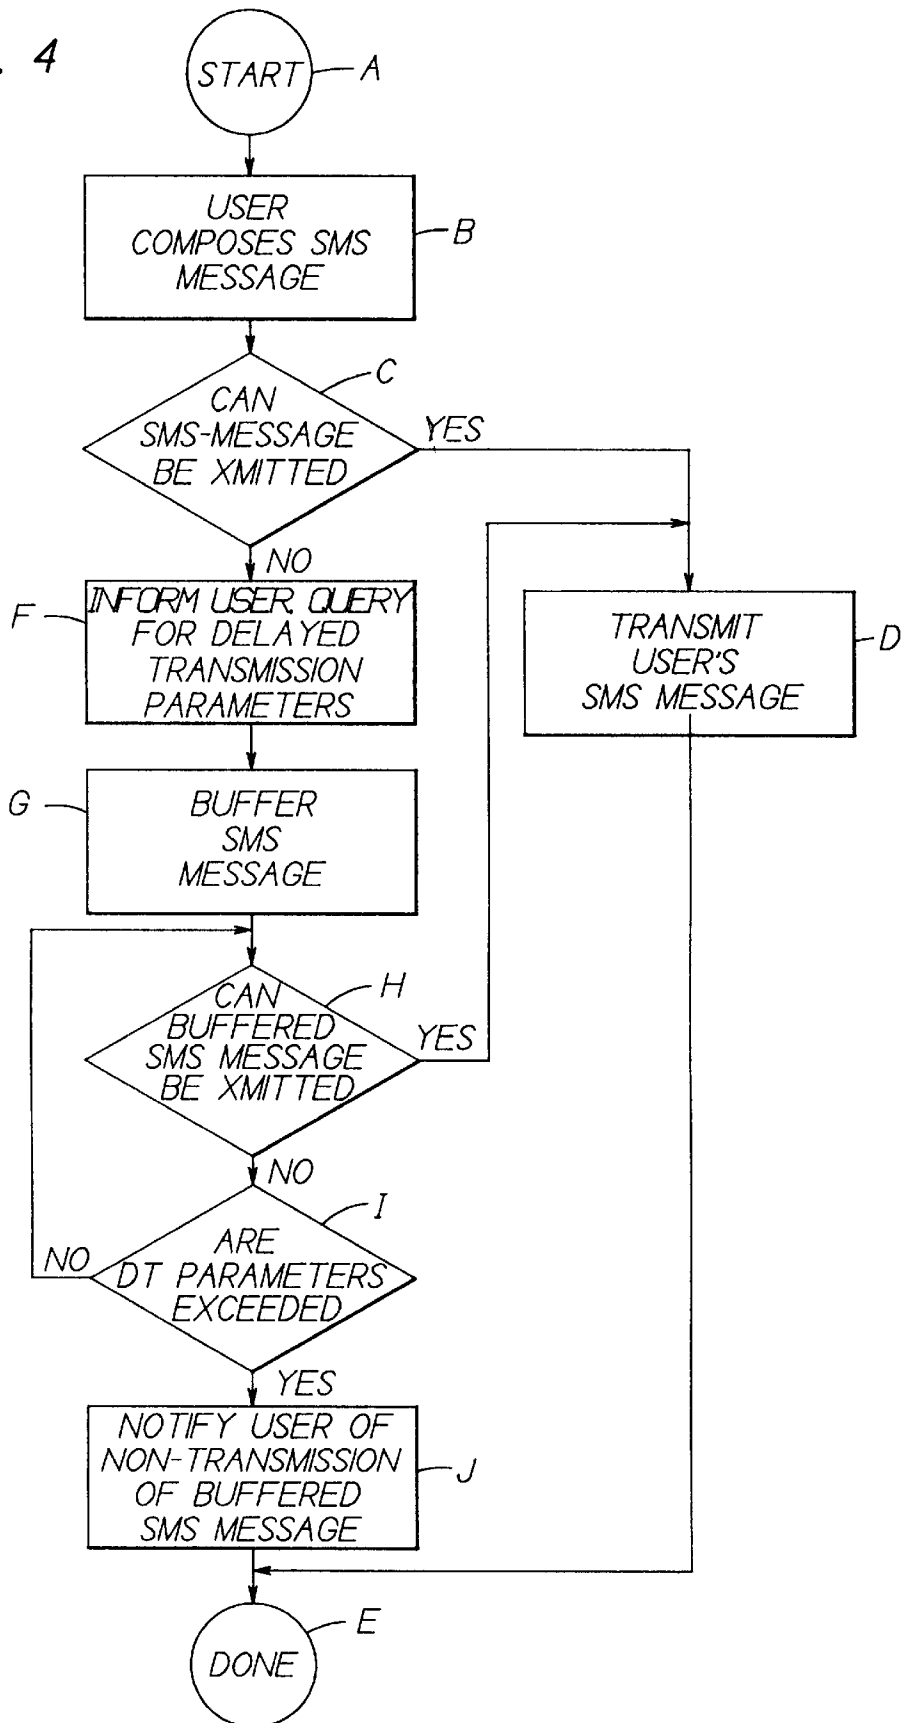 . 4
START
A
USER
COMPOSES SMS
MESSAGE
B
C
CAN
SMS-MESSAGE
BE XMITTED
YES
NO
F
INFORM USER. QUERY
FOR DELAYED
TRANSMISSION
PARAMETERS
TRANSMIT
USER'S
SMS MESSAGE
D
G
BUFFER
SMS
MESSAGE
H
CAN
BUFFERED
SMS MESSAGE
BE XMITTED
YES
NO
I
ARE
DT PARAMETERS
EXCEEDED
NO
YES
NOTIFY USER OF
NON-TRANSMISSION
OF BUFFERED
SMS MESSAGE
J
E
DONE